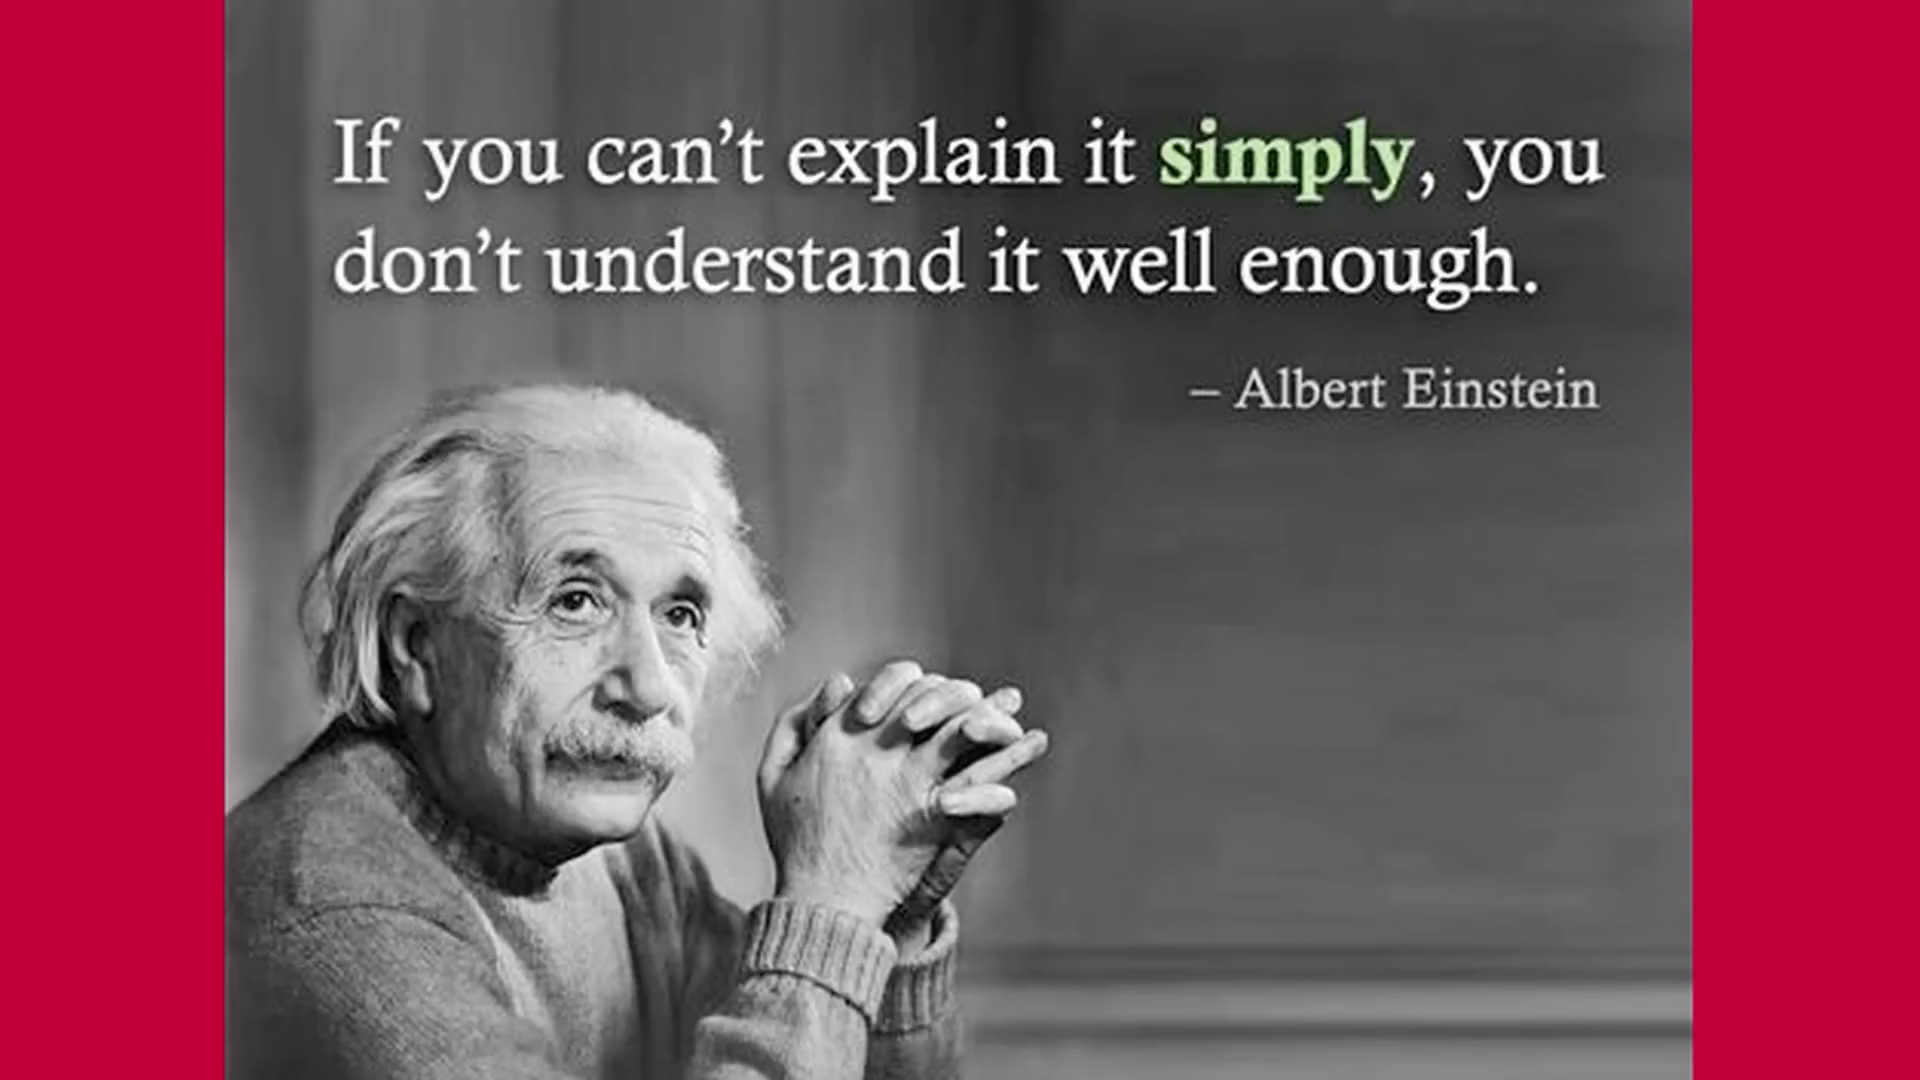 If you can’t explain it simply, you
don’t understand it well enough.
– Albert Einstein